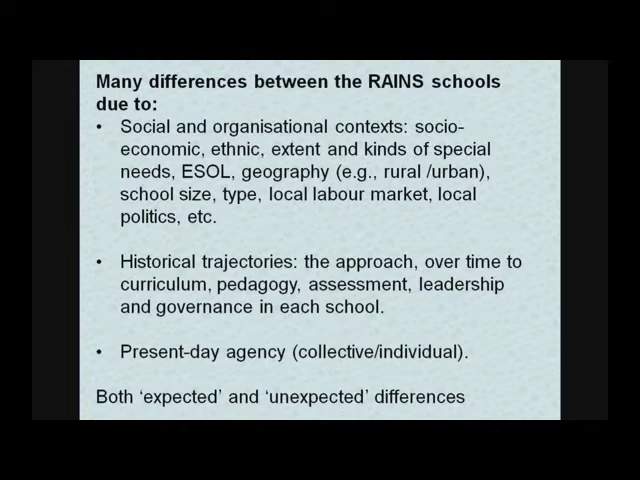 Many differences between the RAINS schools
due to:
• Social and organisational contexts: socio-
economic, ethnic, extent and kinds of special
needs, ESOL, geography (e.g., rural /urban),
school size, type, local labour market, local
politics, etc.
• Historical trajectories: the approach, over time to
curriculum, pedagogy, assessment, leadership
and governance in each school.
• Present-day agency (collective/individual).
Both ‘expected’ and ‘unexpected’ differences